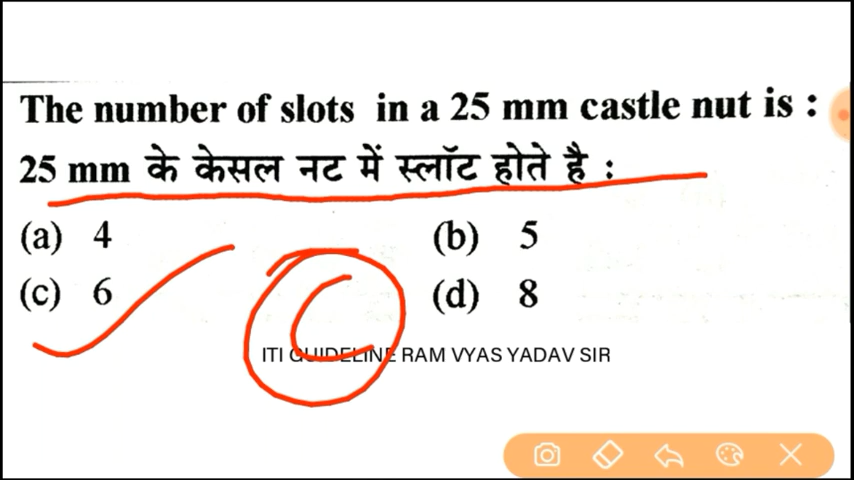 The number of slots in a 25 mm castle nut is :
25 mm के केसल नट में स्लॉट होते है :
(a) 4 (b) 5
(c) 6 (d) 8
C
ITI GUIDELINE RAM VYAS YADAV SIR